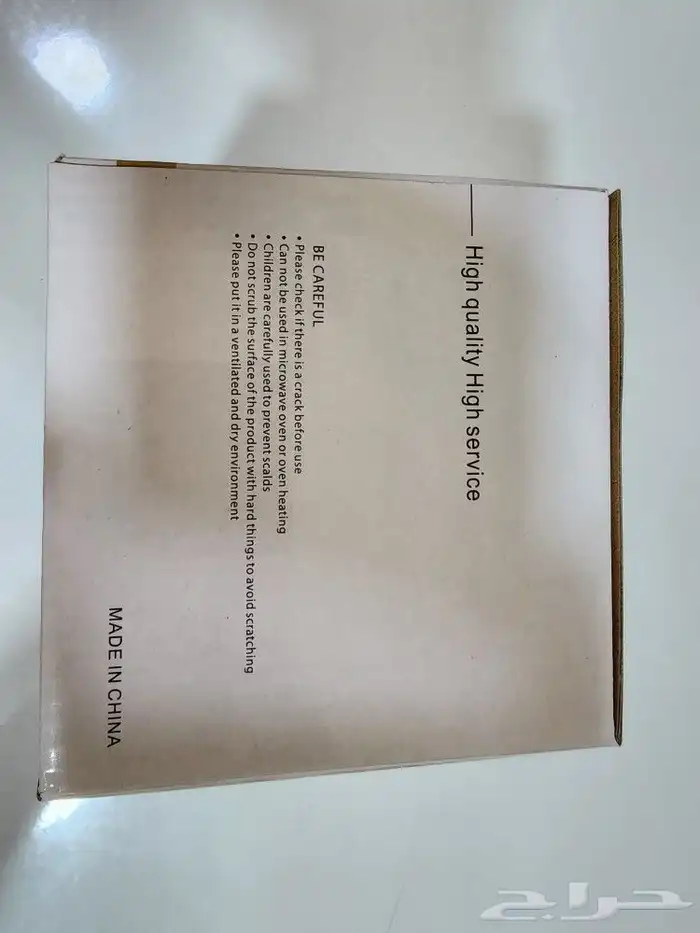 High quality High service
BE CAREFUL
• Please check if there is a crack before use
• Can not be used in microwave oven or oven heating
• Children are carefully used to prevent scalds
• Do not scrub the surface of the product with hard things to avoid scratching
• Please put it in a ventilated and dry environment
MADE IN CHINA
حراج